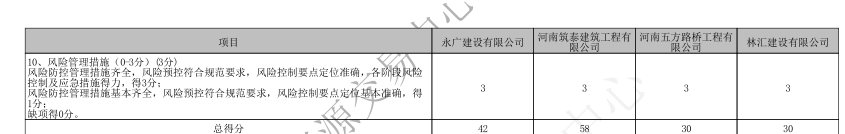 项目 永广建设有限公司 河南筑泰建筑工程有限公司 河南五方路桥工程有限公司 林汇建设有限公司
10、风险管理措施（0-3分）(3分)
风险防控管理措施齐全，风险预控符合规范要求，风险控制要点定位准确，各阶段风险
控制及应急措施得力，得3分；
风险防控管理措施基本齐全，风险预控符合规范要求，风险控制要点定位基本准确，得
1分；
缺项得0分。
3 3 3 3
总得分 42 58 30 30
中心
源交易
中心